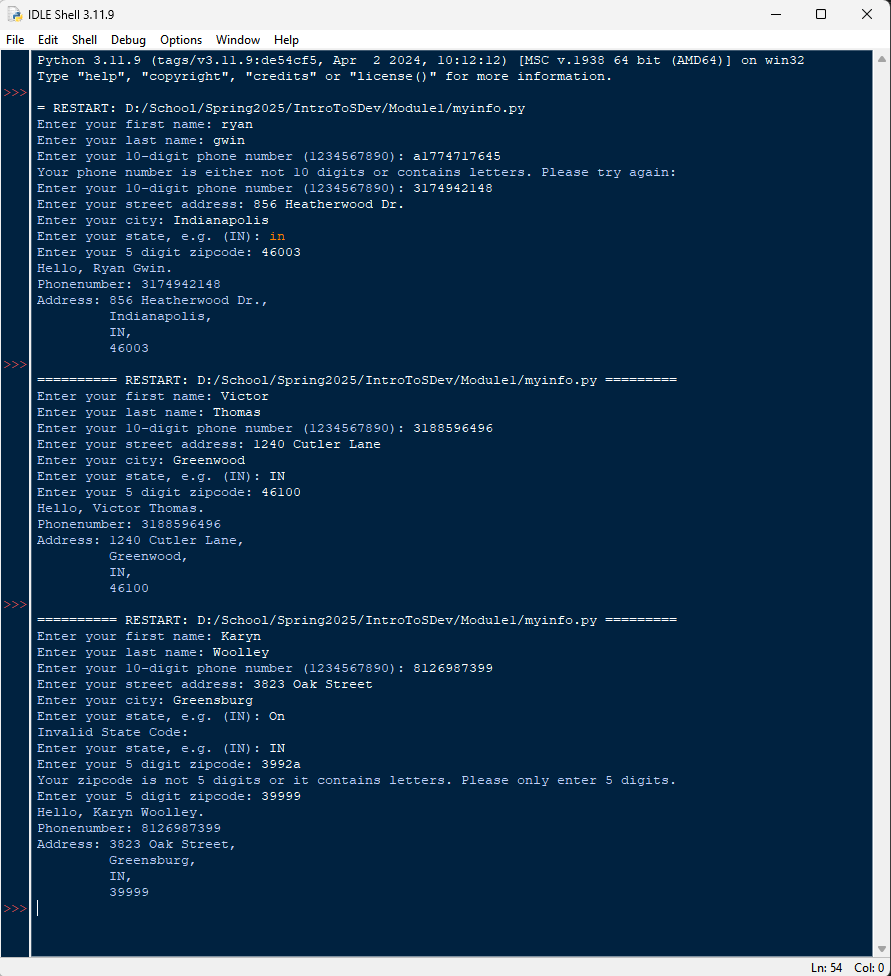 IDLE Shell 3.11.9
File Edit Shell Debug Options Window Help
Python 3.11.9 (tags/v3.11.9:de54cf5, Apr  2 2024, 10:12:12) [MSC v.1938 64 bit (AMD64)] on win32
Type "help", "copyright", "credits" or "license()" for more information.
>>>
= RESTART: D:/School/Spring2025/IntroToSDev/Module1/myinfo.py
Enter your first name: ryan
Enter your last name: gwin
Enter your 10-digit phone number (1234567890): a1774717645
Your phone number is either not 10 digits or contains letters. Please try again:
Enter your 10-digit phone number (1234567890): 3174942148
Enter your street address: 856 Heatherwood Dr.
Enter your city: Indianapolis
Enter your state, e.g. (IN): in
Enter your 5 digit zipcode: 46003
Hello, Ryan Gwin.
Phonenumber: 3174942148
Address: 856 Heatherwood Dr.,
Indianapolis,
IN,
46003
>>>
========== RESTART: D:/School/Spring2025/IntroToSDev/Module1/myinfo.py =========
Enter your first name: Victor
Enter your last name: Thomas
Enter your 10-digit phone number (1234567890): 3188596496
Enter your street address: 1240 Cutler Lane
Enter your city: Greenwood
Enter your state, e.g. (IN): IN
Enter your 5 digit zipcode: 46100
Hello, Victor Thomas.
Phonenumber: 3188596496
Address: 1240 Cutler Lane,
Greenwood,
IN,
46100
>>>
========== RESTART: D:/School/Spring2025/IntroToSDev/Module1/myinfo.py =========
Enter your first name: Karyn
Enter your last name: Woolley
Enter your 10-digit phone number (1234567890): 8126987399
Enter your street address: 3823 Oak Street
Enter your city: Greensburg
Enter your state, e.g. (IN): On
Invalid State Code:
Enter your state, e.g. (IN): IN
Enter your 5 digit zipcode: 3992a
Your zipcode is not 5 digits or it contains letters. Please only enter 5 digits.
Enter your 5 digit zipcode: 39999
Hello, Karyn Woolley.
Phonenumber: 8126987399
Address: 3823 Oak Street,
Greensburg,
IN,
39999
>>>
Ln: 54 Col: 0